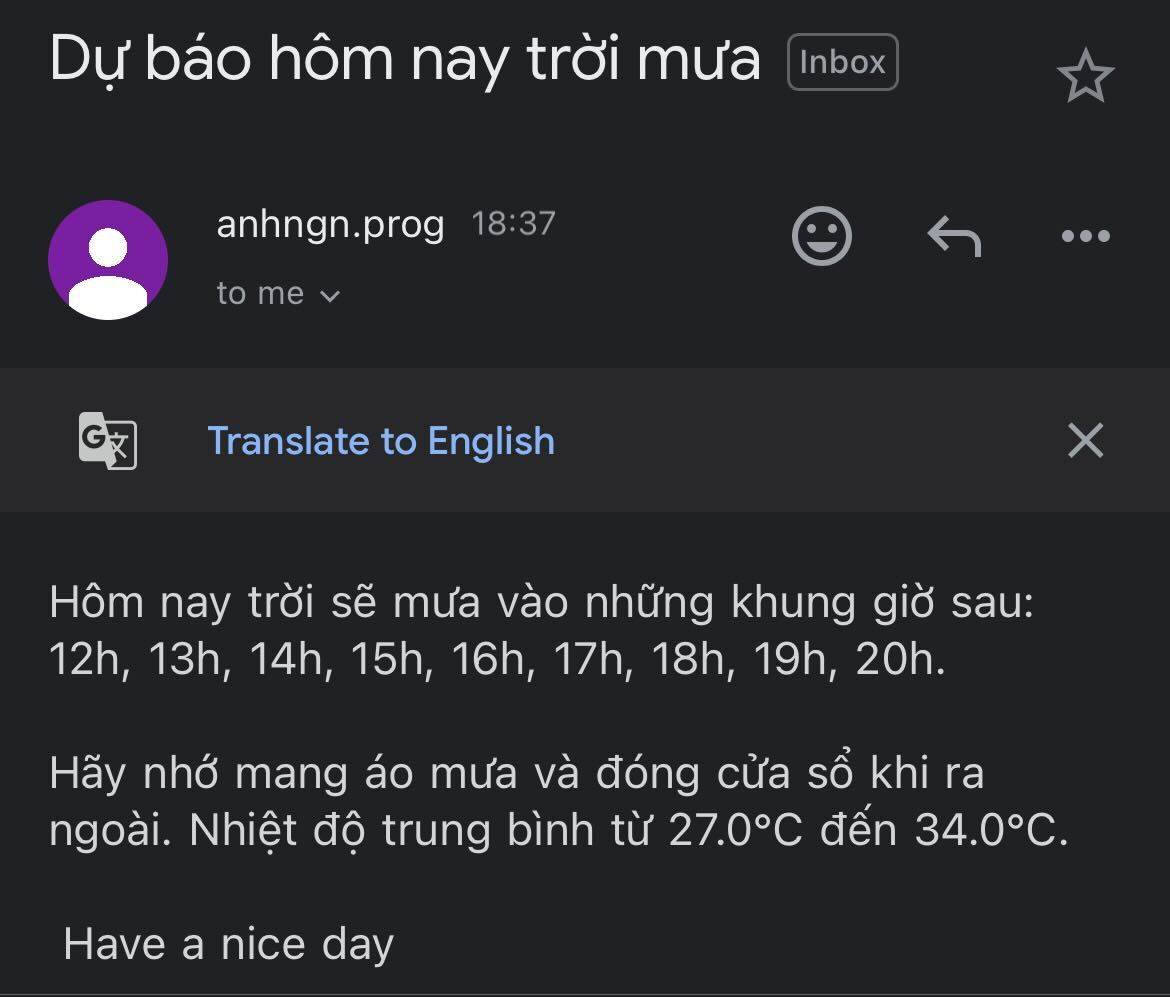 Dự báo hôm nay trời mưa Inbox
anhngn.prog 18:37
to me
G 文
Translate to English
Hôm nay trời sẽ mưa vào những khung giờ sau:
12h, 13h, 14h, 15h, 16h, 17h, 18h, 19h, 20h.
Hãy nhớ mang áo mưa và đóng cửa sổ khi ra
ngoài. Nhiệt độ trung bình từ 27.0°C đến 34.0°C.
Have a nice day